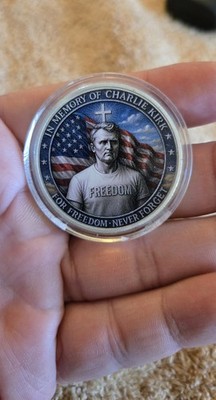 IN MEMORY OF CHARLIE KIRK
FREEDOM
FOR FREEDOM · NEVER FORGET